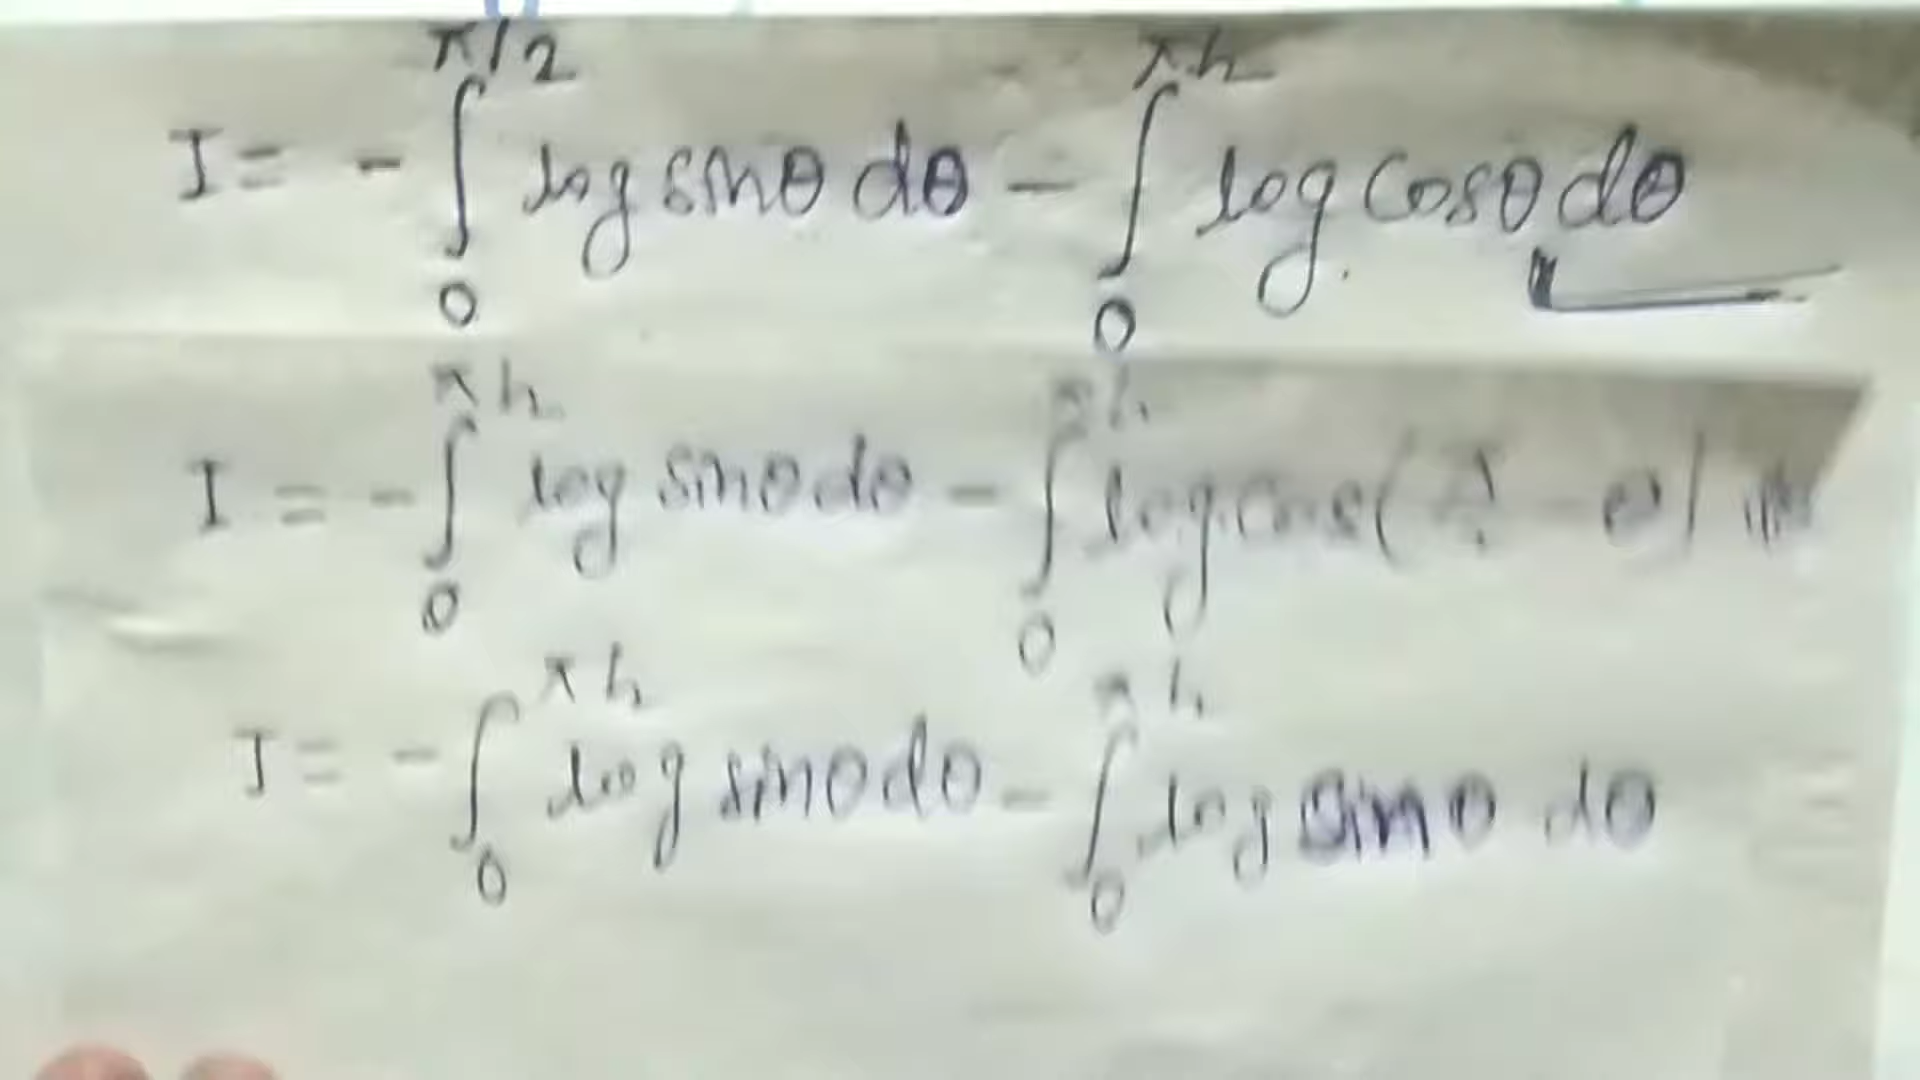 I = - ∫₀^π/2 log sinθ dθ - ∫₀^π/2 log cosθ dθ
I = - ∫₀^π/2 log sinθ dθ - ∫₀^π/2 log cos(π/2 - θ)
I = - ∫₀^π/2 log sinθ dθ - ∫₀^π/2 log sinθ dθ